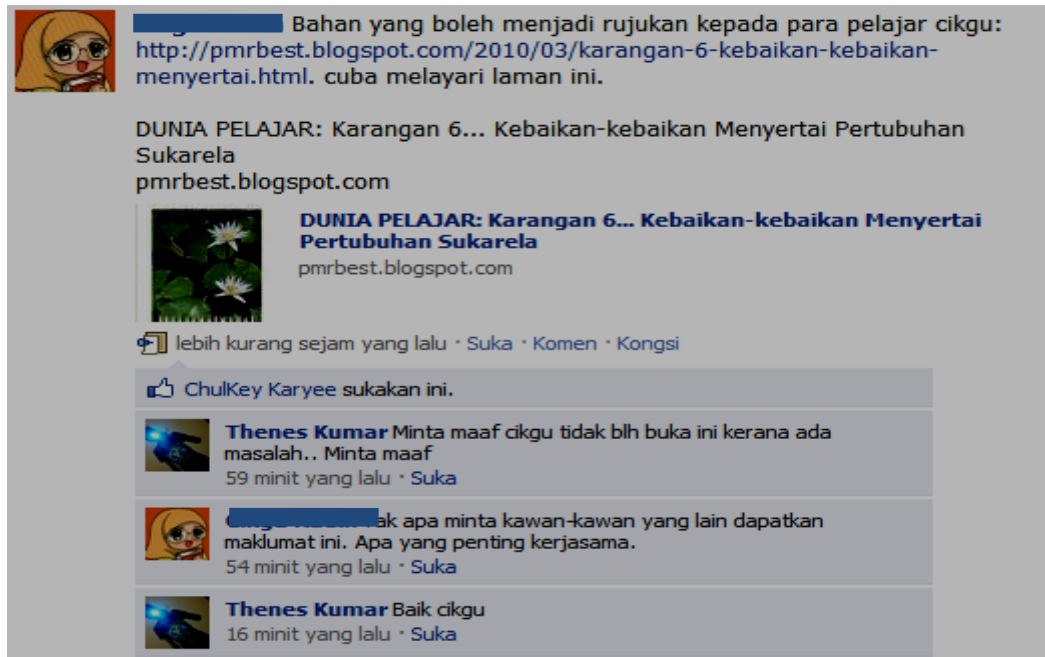 Bahan yang boleh menjadi rujukan kepada para pelajar cikgu:
http://pmrbest.blogspot.com/2010/03/karangan-6-kebaikan-kebaikan-
menyertai.html. cuba melayari laman ini.
DUNIA PELAJAR: Karangan 6... Kebaikan-kebaikan Menyertai Pertubuhan
Sukarela
pmrbest.blogspot.com
DUNIA PELAJAR: Karangan 6... Kebaikan-kebaikan Menyertai
Pertubuhan Sukarela
pmrbest.blogspot.com
lebih kurang sejam yang lalu · Suka · Komen · Kongsi
ChulKey Karyee sukakan ini.
Thenes Kumar Minta maaf cikgu tidak blh buka ini kerana ada
masalah.. Minta maaf
59 minit yang lalu · Suka
ak apa minta kawan-kawan yang lain dapatkan
maklumat ini. Apa yang penting kerjasama.
54 minit yang lalu · Suka
Thenes Kumar Baik cikgu
16 minit yang lalu · Suka